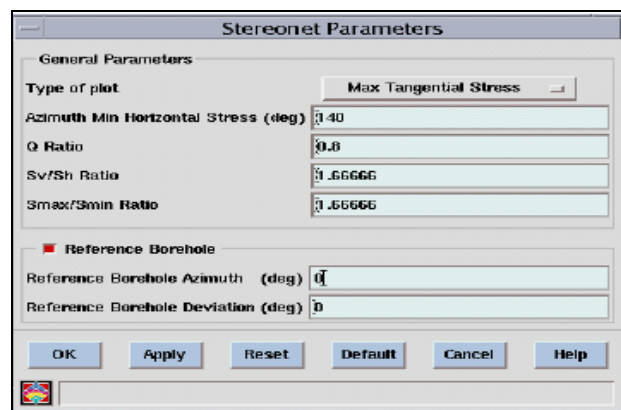 Stereonet Parameters
General Parameters
Type of plot Max Tangential Stress
Azimuth Min Horizontal Stress (deg) 140
Q Ratio 0.8
Sv/Sh Ratio 1.66666
Smax/Smin Ratio 1.66666
Reference Borehole
Reference Borehole Azimuth (deg) 0
Reference Borehole Deviation (deg) 0
OK Apply Reset Default Cancel Help